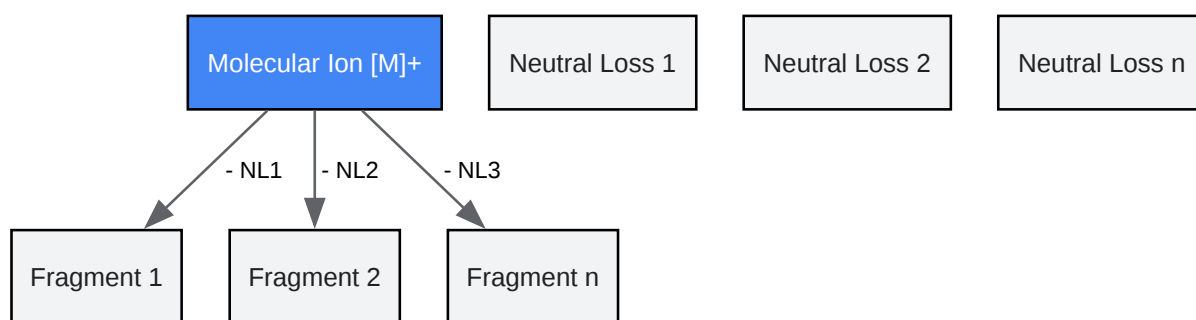 Molecular Ion [M]+
Neutral Loss 1
Neutral Loss 2
Neutral Loss n
- NL1
- NL2
- NL3
Fragment 1
Fragment 2
Fragment n